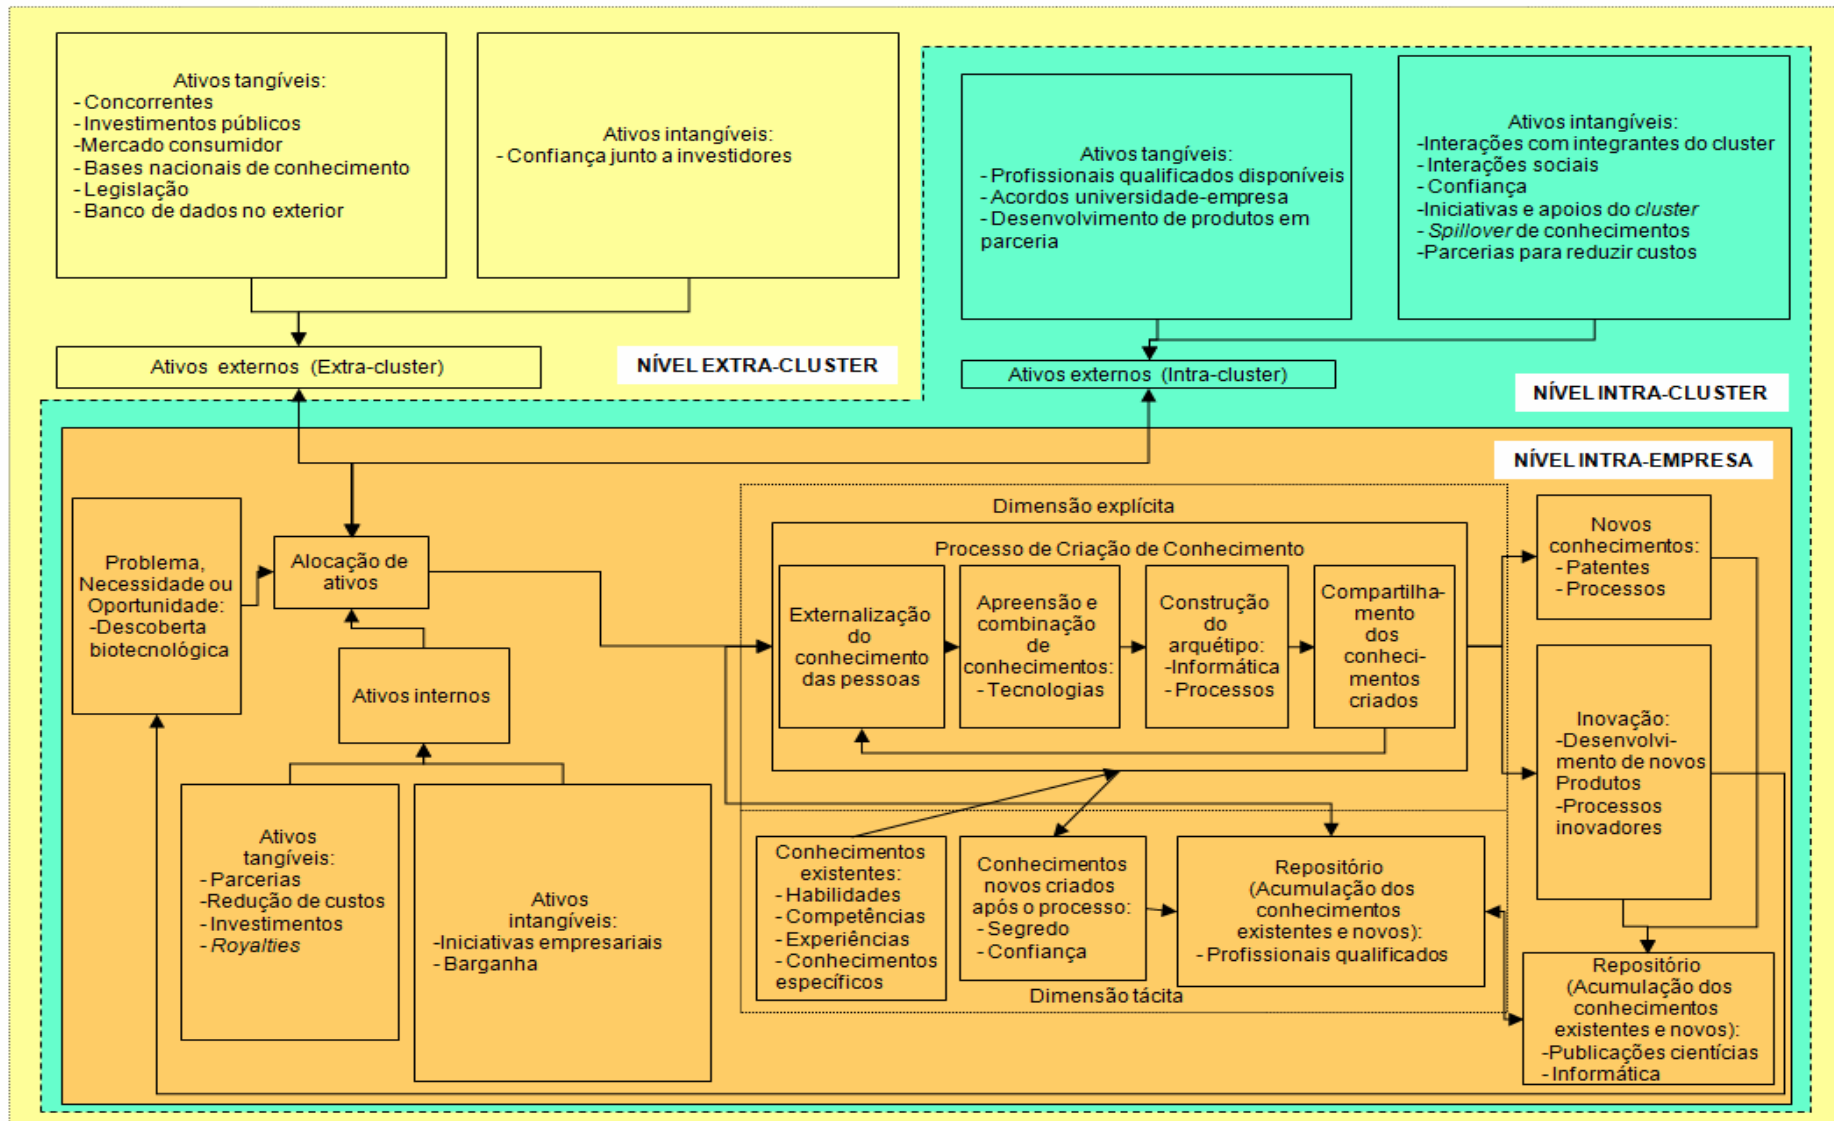 Ativos tangíveis:
- Concorrentes
- Investimentos públicos
-Mercado consumidor
- Bases nacionais de conhecimento
- Legislação
- Banco de dados no exterior
Ativos intangíveis:
- Confiança junto a investidores
Ativos tangíveis:
- Profissionais qualificados disponíveis
- Acordos universidade-empresa
- Desenvolvimento de produtos em
parceria
Ativos intangíveis:
-Interações com integrantes do cluster
- Interações sociais
- Confiança
-Iniciativas e apoios do cluster
- Spillover de conhecimentos
-Parcerias para reduzir custos
Ativos externos (Extra-cluster)
NÍVEL EXTRA-CLUSTER
Ativos externos (Intra-cluster)
NÍVEL INTRA-CLUSTER
NÍVEL INTRA-EMPRESA
Problema,
Necessidade ou
Oportunidade:
-Descoberta
biotecnológica
Alocação de
ativos
Ativos internos
Ativos
tangíveis:
- Parcerias
-Redução de custos
- Investimentos
- Royalties
Ativos
intangíveis:
-Iniciativas empresariais
- Barganha
Dimensão explícita
Processo de Criação de Conhecimento
Externalização
do
conhecimento
das pessoas
Apreensão e
combinação
de
conhecimentos:
- Tecnologias
Construção
do
arquétipo:
-Informática
- Processos
Compartilha-
mento
dos
conheci-
mentos
criados
Conhecimentos
existentes:
- Habilidades
- Competências
- Experiências
- Conhecimentos
específicos
Conhecimentos
novos criados
após o processo:
- Segredo
- Confiança
Repositório
(Acumulação dos
conhecimentos
existentes e novos):
- Profissionais qualificados
Dimensão tácita
Novos
conhecimentos:
- Patentes
- Processos
Inovação:
-Desenvolvi-
mento de novos
Produtos
-Processos
inovadores
Repositório
(Acumulação dos
conhecimentos
existentes e novos):
-Publicações cientícias
- Informática